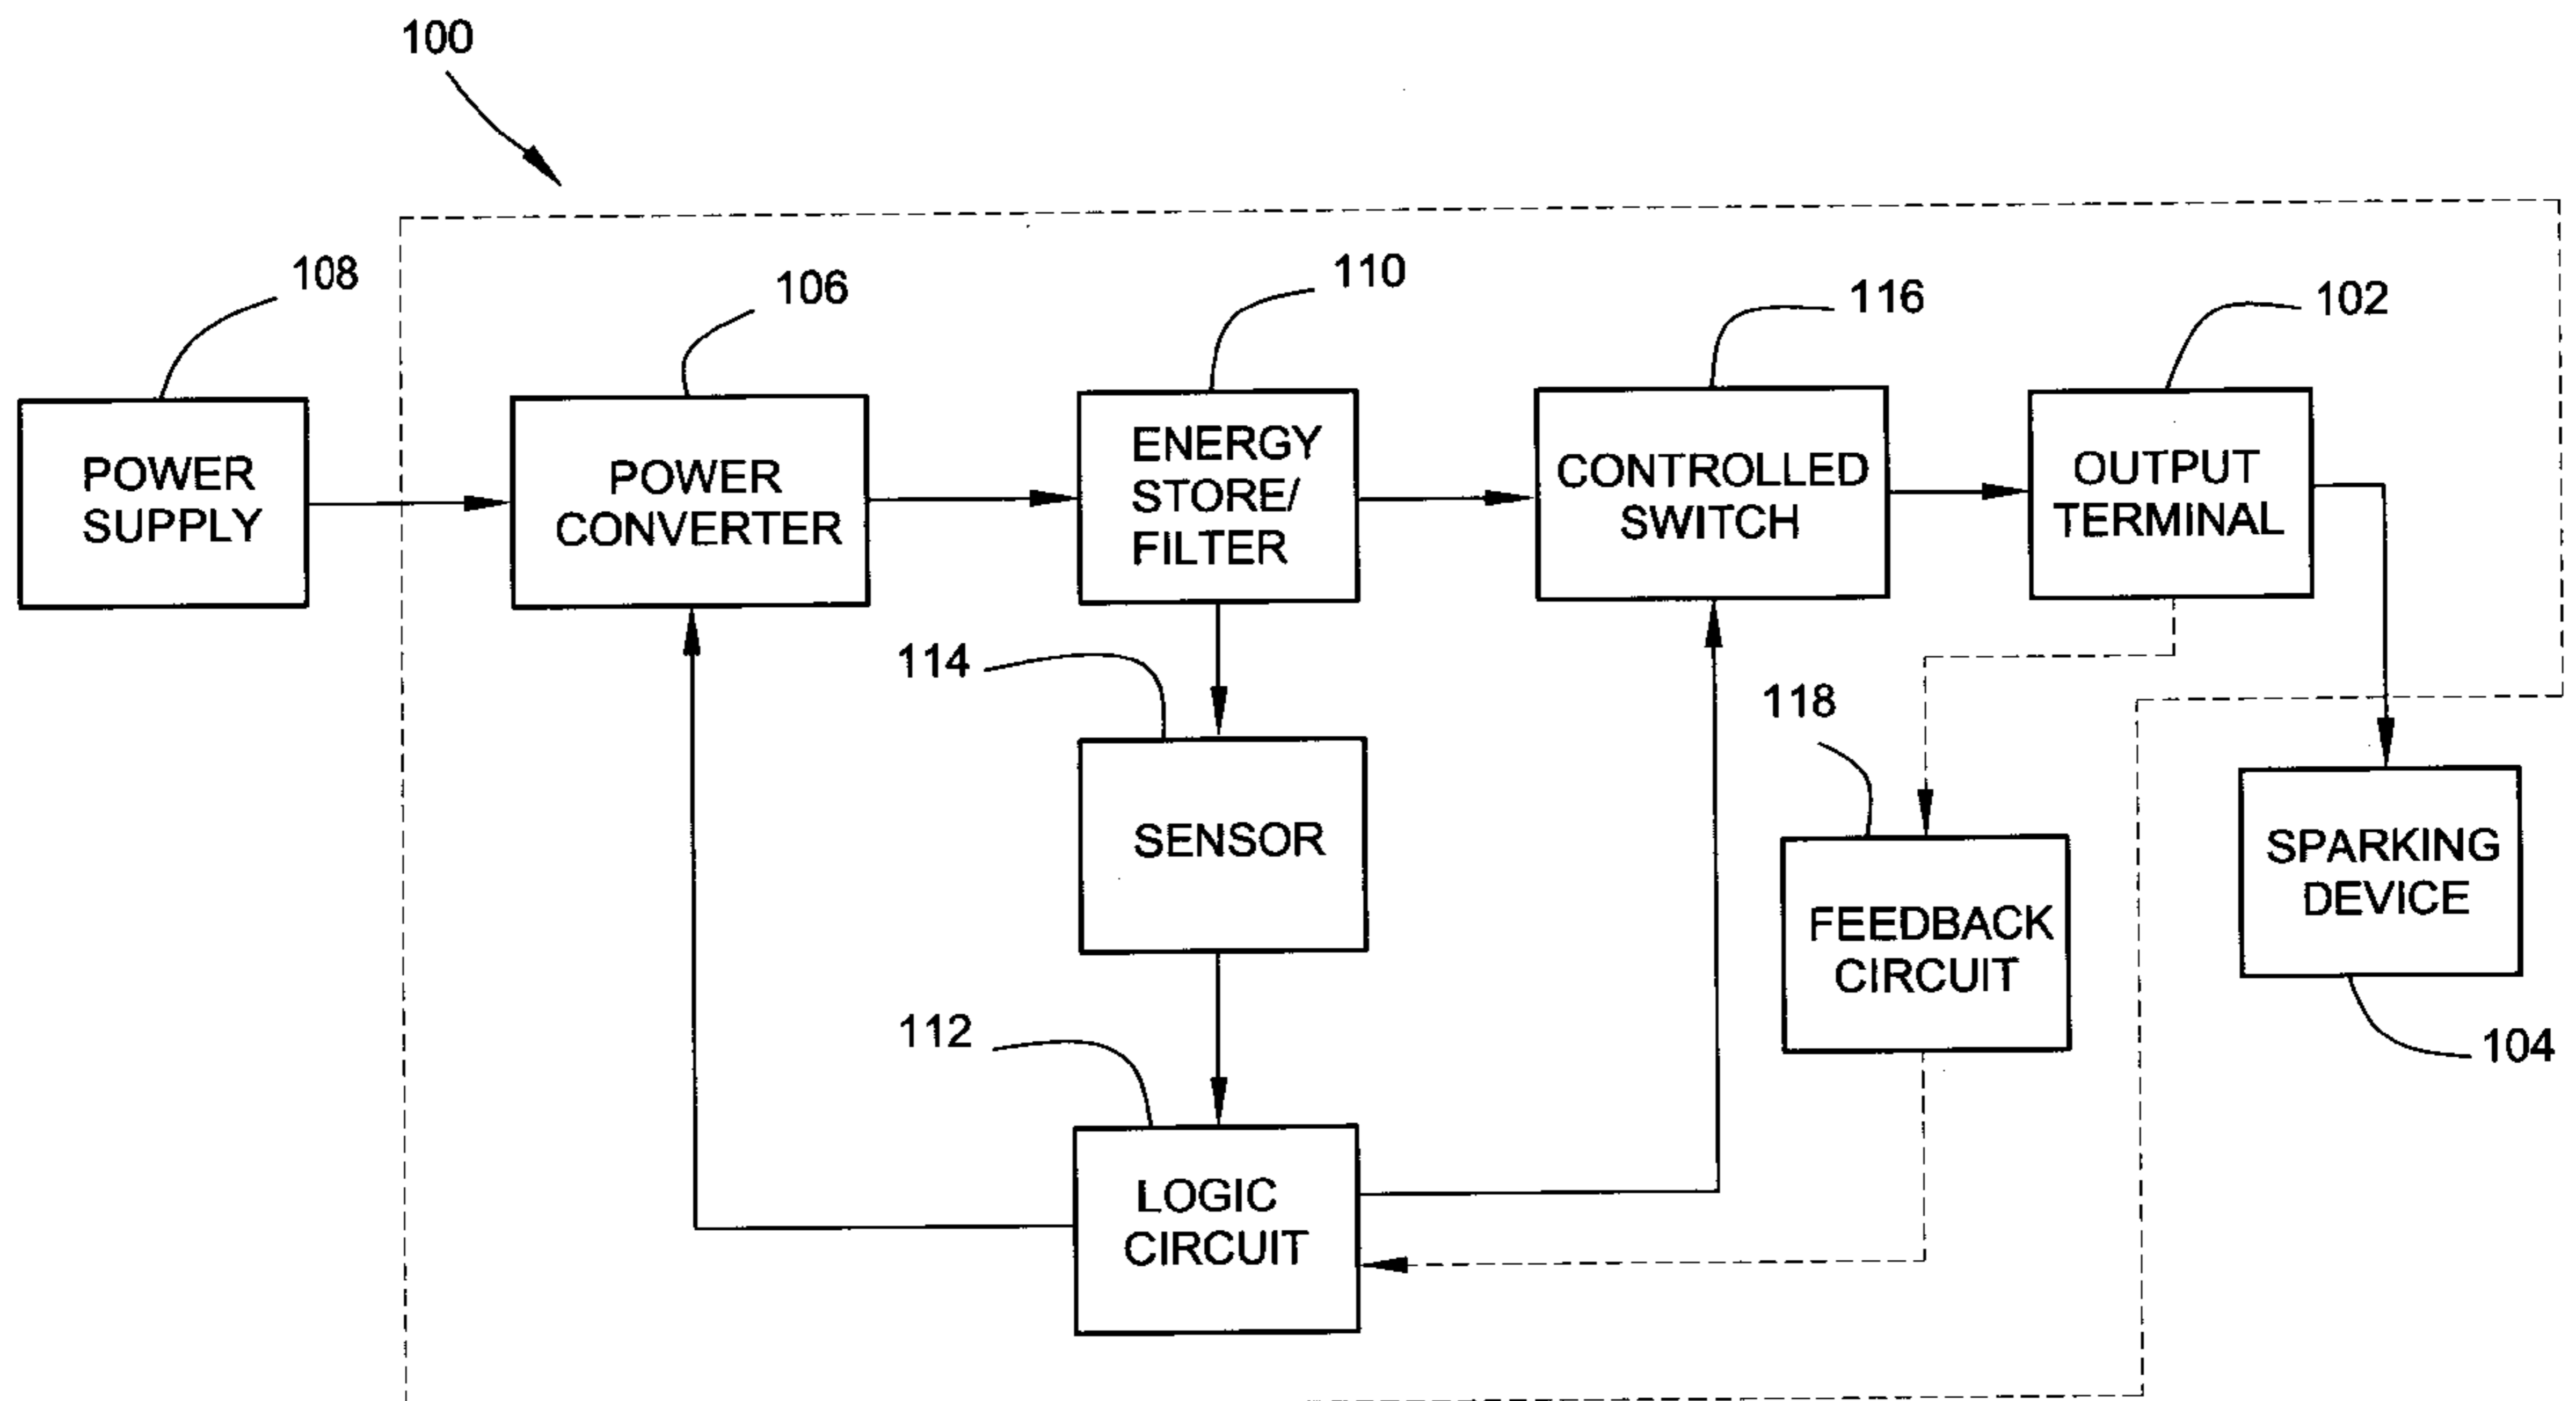 100
108
106
110
116
102
POWER
SUPPLY
POWER
CONVERTER
ENERGY
STORE/
FILTER
CONTROLLED
SWITCH
OUTPUT
TERMINAL
114
118
SENSOR
SPARKING
DEVICE
FEEDBACK
CIRCUIT
112
104
LOGIC
CIRCUIT